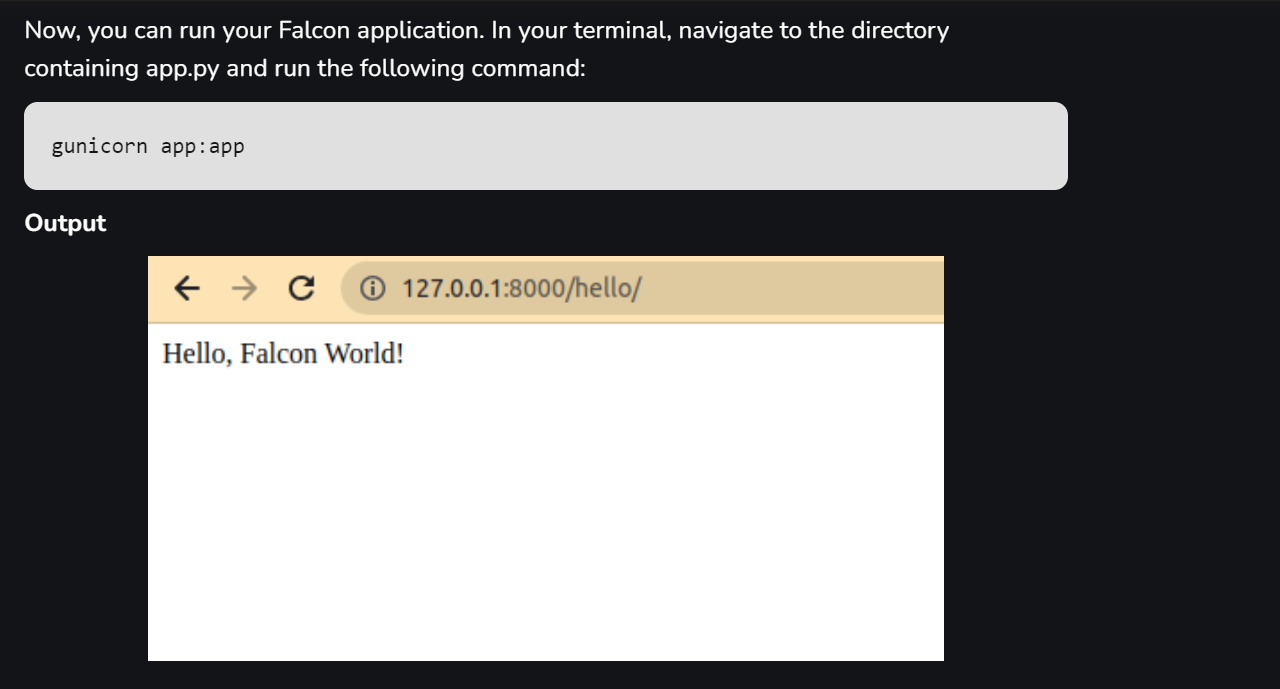 Now, you can run your Falcon application. In your terminal, navigate to the directory
containing app.py and run the following command:
gunicorn app:app
Output
127.0.0.1:8000/hello/
Hello, Falcon World!